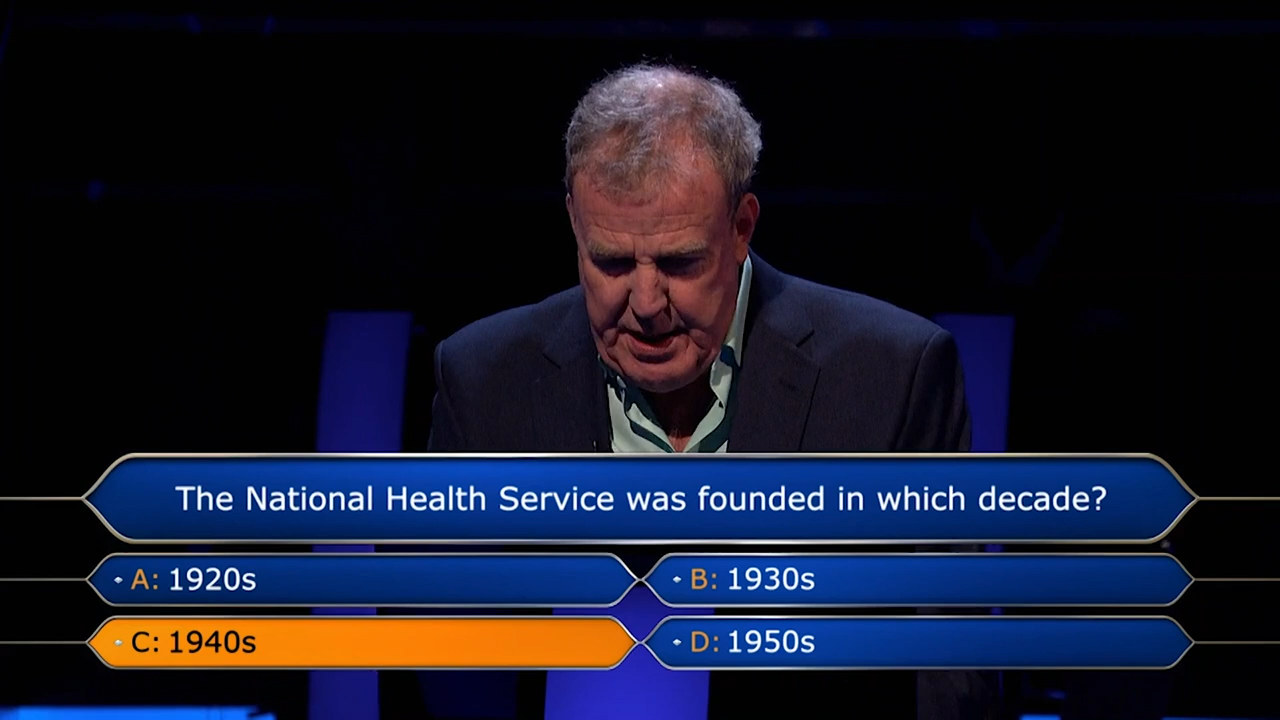 The National Health Service was founded in which decade?
A: 1920s
B: 1930s
C: 1940s
D: 1950s